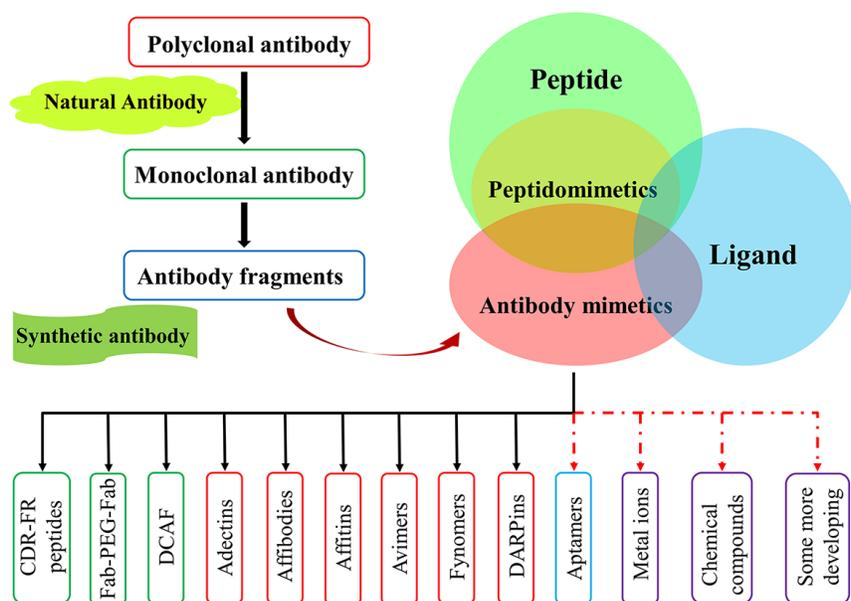 Polyclonal antibody
Natural Antibody
Monoclonal antibody
Antibody fragments
Synthetic antibody
Peptide
Peptidomimetics
Ligand
Antibody mimetics
CDR-FR
peptides
Fab-PEG-Fab
DCAF
Adectins
Affibodies
Affitins
Avimers
Fynomers
DARPins
Aptamers
Metal ions
Chemical
compounds
Some more
developing